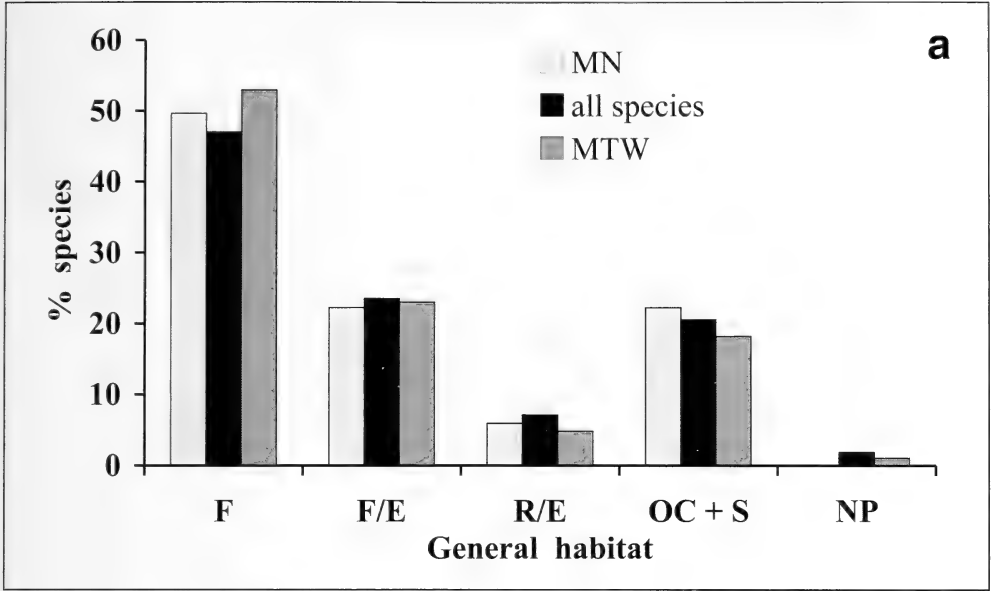 a
MN
all species
MTW
% species
60
50
40
30
20
10
0
F F/E R/E OC + S NP
General habitat